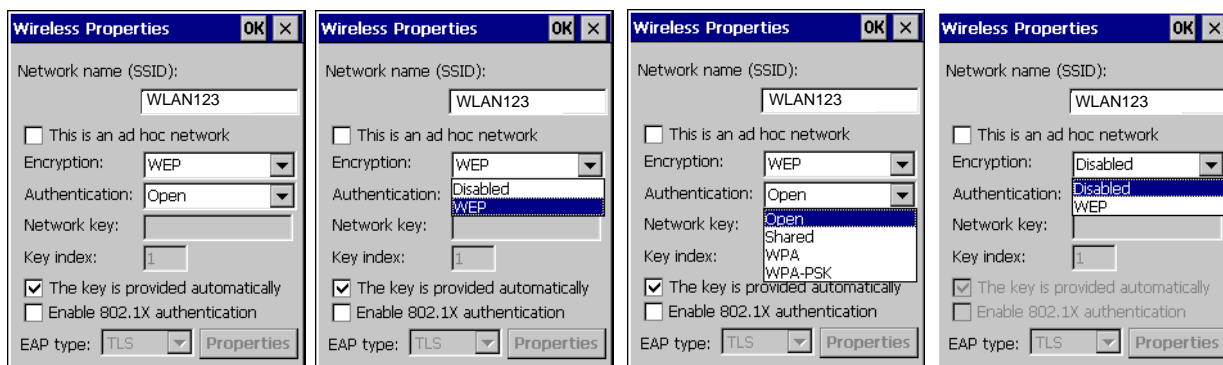 Wireless Properties OK ×
Network name (SSID):
WLAN123
This is an ad hoc network
Encryption: WEP
Authentication: Open
Network key:
Key index: 1
The key is provided automatically
Enable 802.1X authentication
EAP type: TLS Properties
Wireless Properties OK ×
Network name (SSID):
WLAN123
This is an ad hoc network
Encryption: WEP
Disabled
Authentication: WEP
Network key:
Key index: 1
The key is provided automatically
Enable 802.1X authentication
EAP type: TLS Properties
Wireless Properties OK ×
Network name (SSID):
WLAN123
This is an ad hoc network
Encryption: WEP
Authentication: Open
Network key: Open
Shared
Key index: WPA
WPA-PSK
The key is provided automatically
Enable 802.1X authentication
EAP type: TLS Properties
Wireless Properties OK ×
Network name (SSID):
WLAN123
This is an ad hoc network
Encryption: Disabled
Authentication: Disabled
WEP
Network key:
Key index: 1
The key is provided automatically
Enable 802.1X authentication
EAP type: TLS Properties